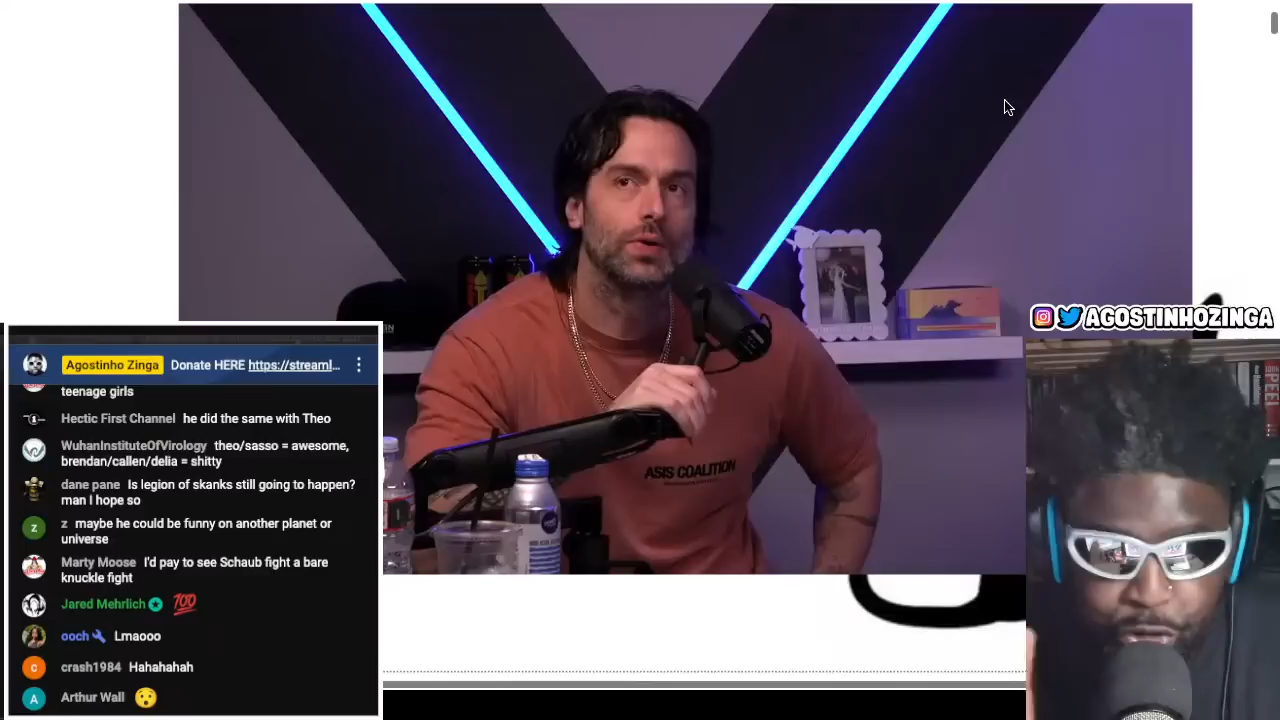 ASIS COALITION
AGOSTINHOZINGA
Agostinho Zinga Donate HERE https://streaml...
teenage girls
Hectic First Channel he did the same with Theo
WuhanInstituteOfVirology theo/sasso = awesome,
brendan/callen/delia = shitty
dane pane Is legion of skanks still going to happen?
man I hope so
z maybe he could be funny on another planet or
universe
Marty Moose I'd pay to see Schaub fight a bare
knuckle fight
Jared Mehrlich 💯
ooch Lmaooo
crash1984 Hahahahah
Arthur Wall 😯